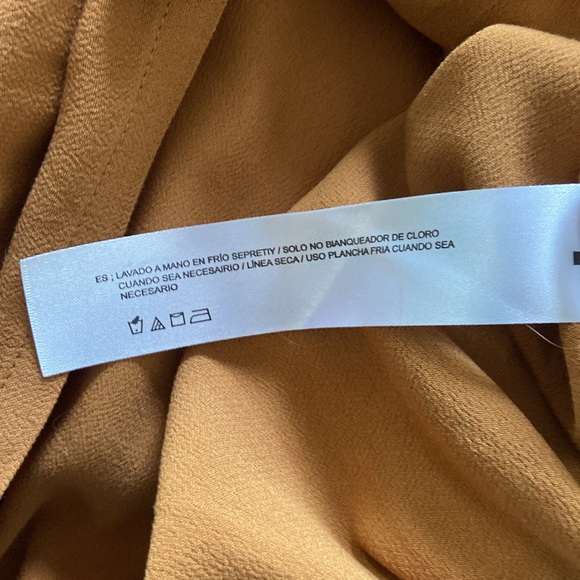 ES ; LAVADO A MANO EN FRÍO SEPRETIY / SOLO NO BIANQUEADOR DE CLORO
CUANDO SEA NECESAIRIO / LÍNEA SECA / USO PLANCHA FRIA CUANDO SEA
NECESARIO